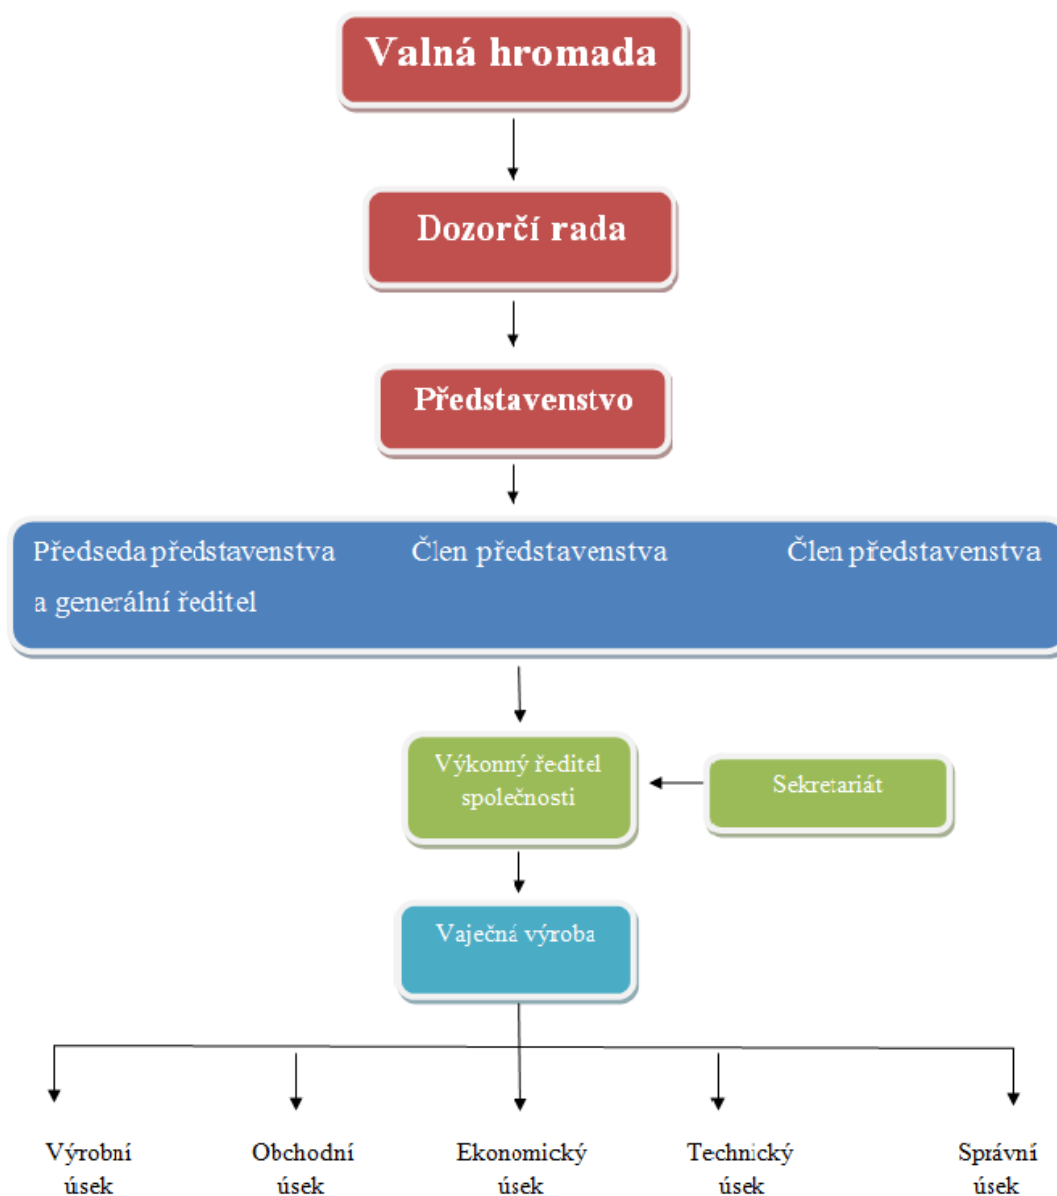 Valná hromada
Dozorčí rada
Představenstvo
Předseda představenstva
a generální ředitel
Člen představenstva
Člen představenstva
Výkonný ředitel
společnosti
Sekretariát
Vaječná výroba
Výrobní
úsek
Obchodní
úsek
Ekonomický
úsek
Technický
úsek
Správní
úsek